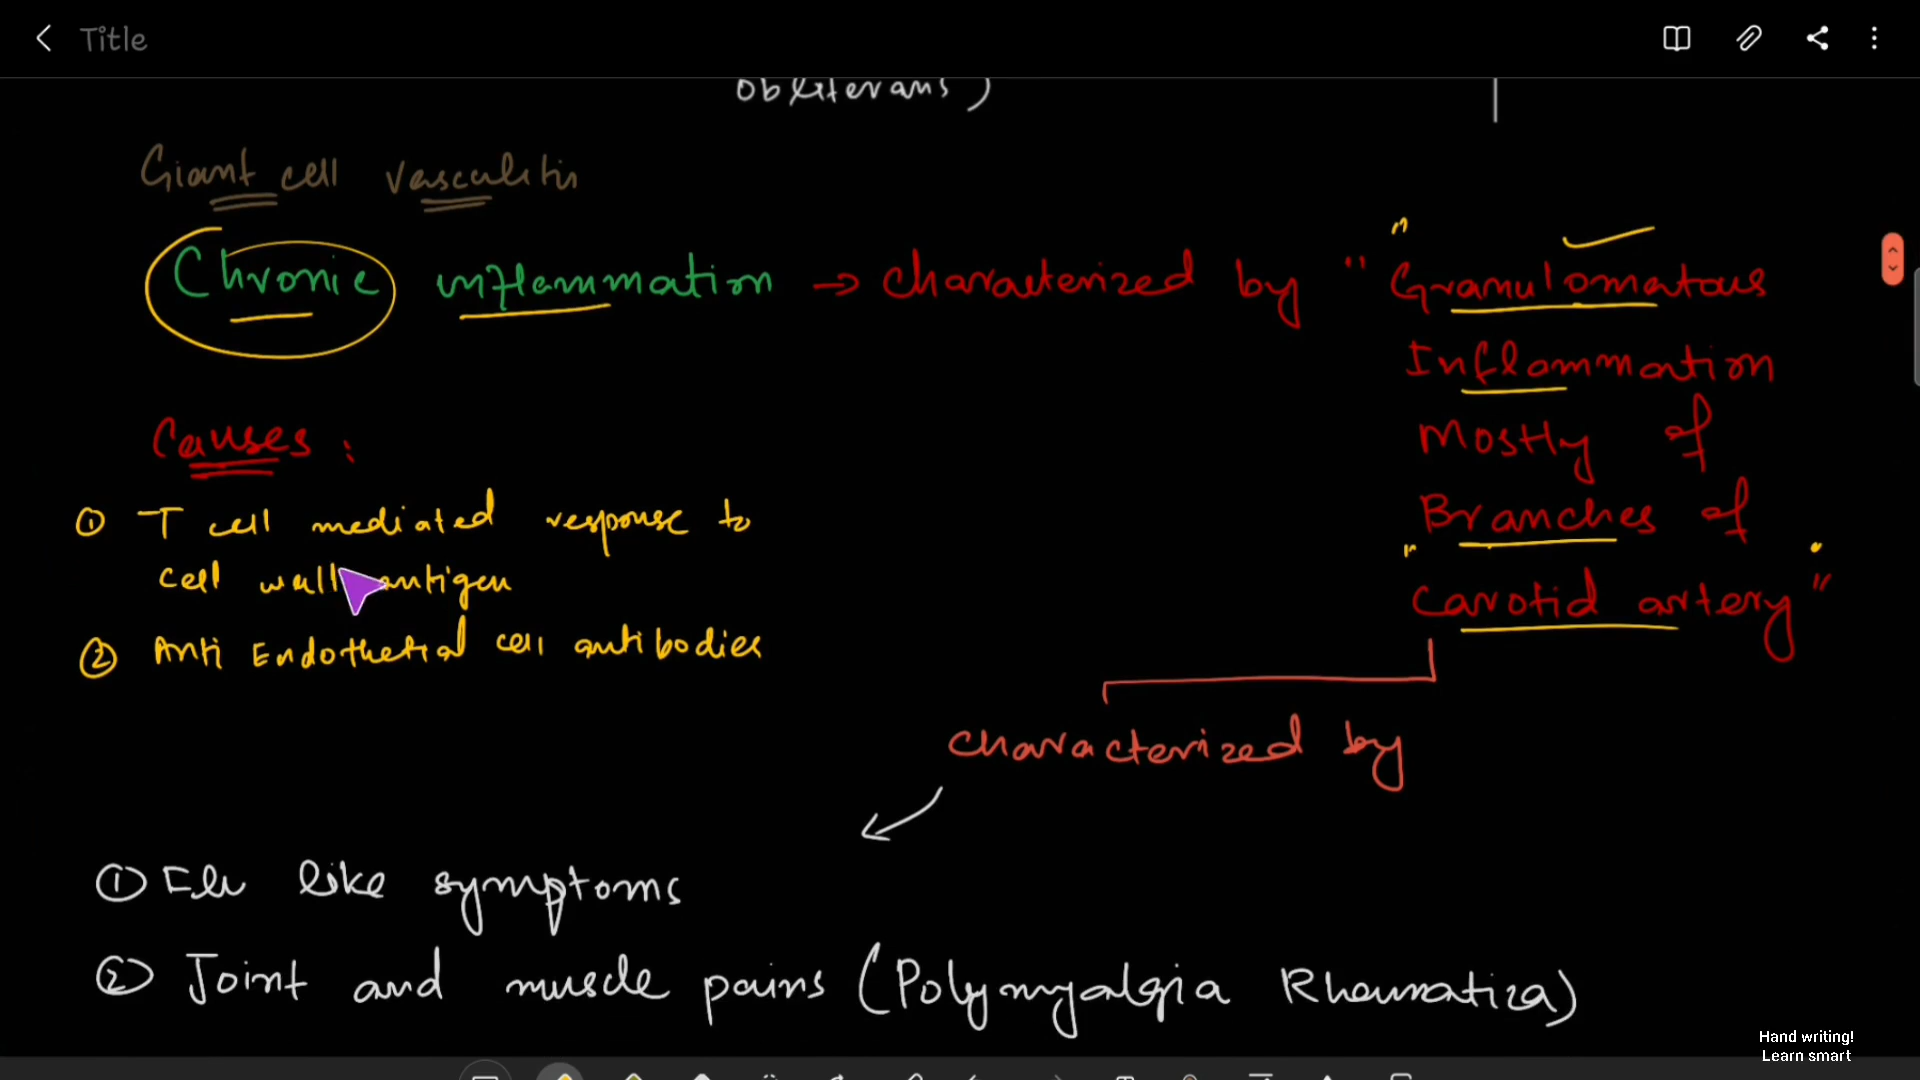 Title
obliterans)
Giant cell vasculitis
Chronic inflammation → characterized by "Granulomatous
Inflammation
Mostly of
Branches of
Carotid artery"
Causes:
① T cell mediated response to
cell wall antigen
② Anti Endothelial cell antibodies
characterized by
① Flu like symptoms
② Joint and muscle pains (Polymyalgia Rheumatica)
Hand writing!
Learn smart